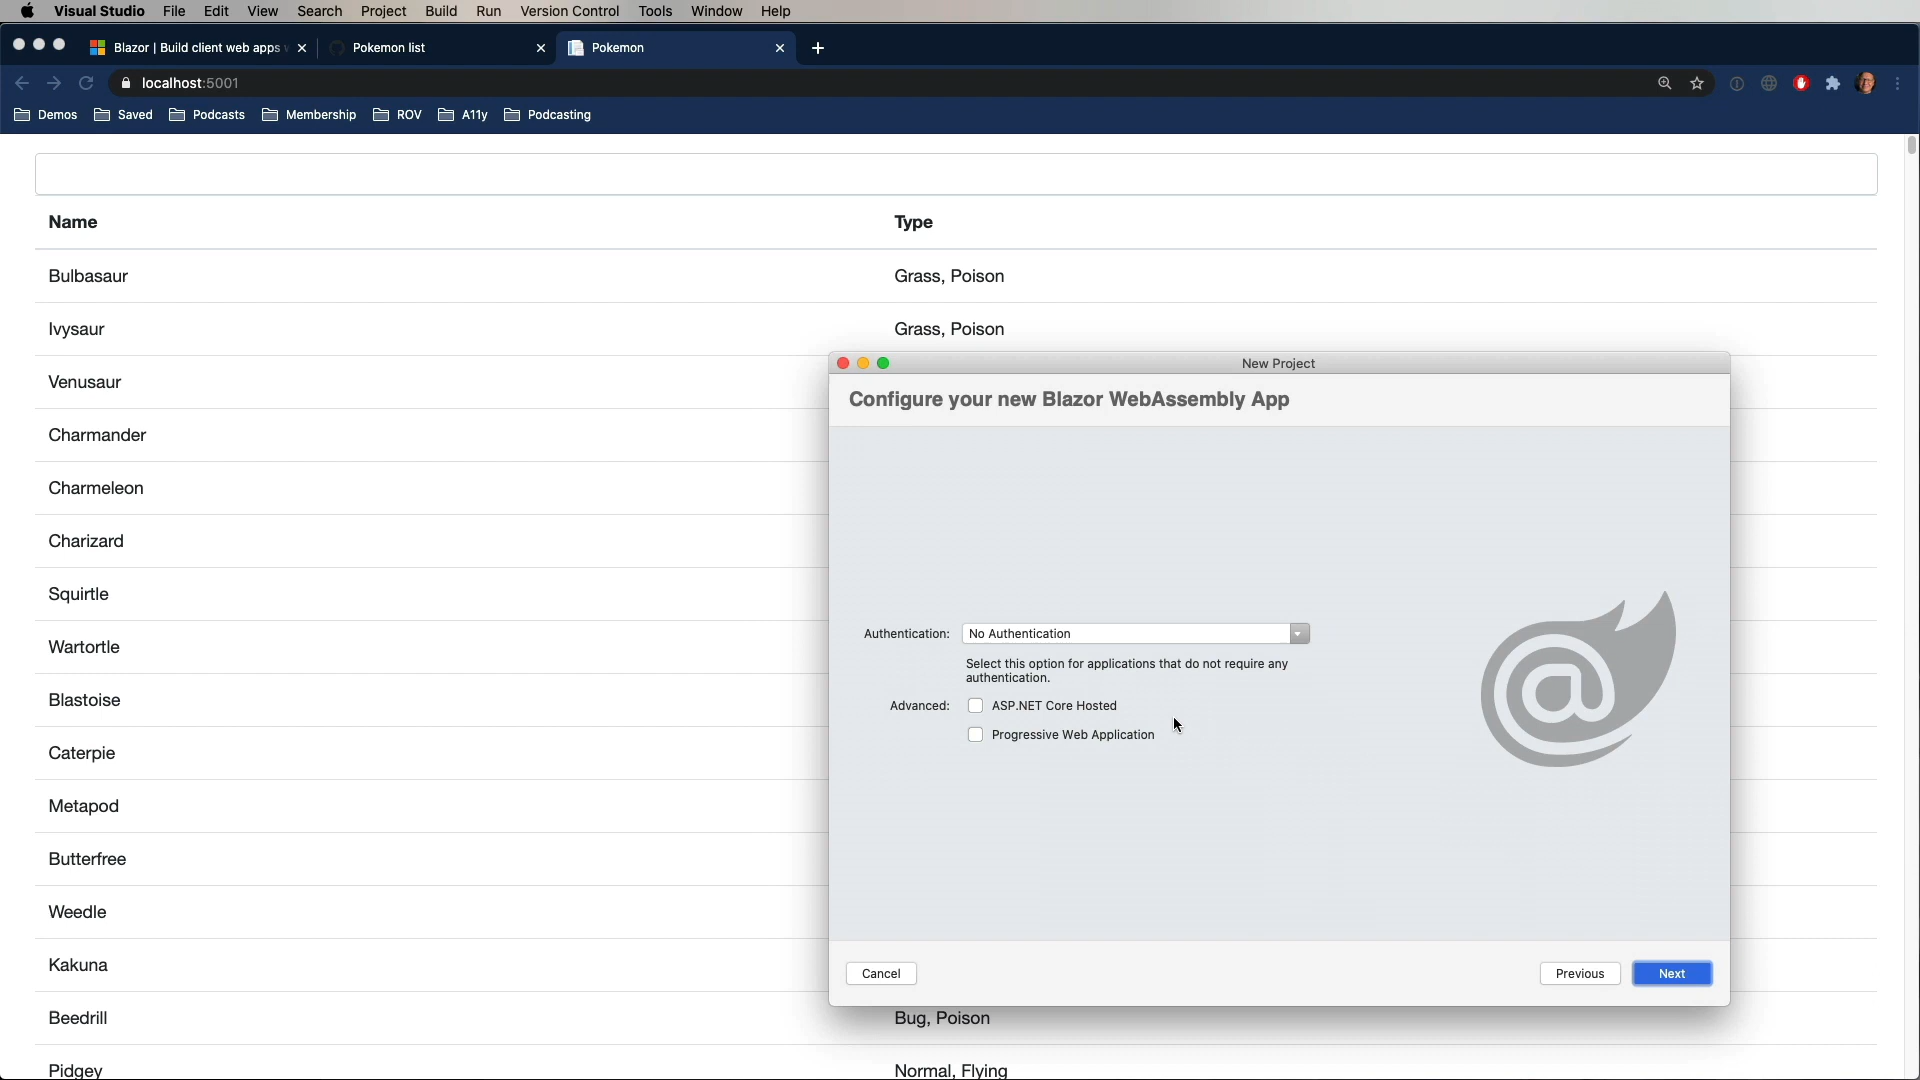 Visual Studio File Edit View Search Project Build Run Version Control Tools Window Help
Blazor | Build client web apps Pokemon list Pokemon
localhost:5001
Demos Saved Podcasts Membership ROV A11y Podcasting
Name Type
Bulbasaur Grass, Poison
Ivysaur Grass, Poison
Venusaur
Charmander
Charmeleon
Charizard
Squirtle
Wartortle
Blastoise
Caterpie
Metapod
Butterfree
Weedle
Kakuna
Beedrill Bug, Poison
Pidgey Normal, Flying
New Project
Configure your new Blazor WebAssembly App
Authentication: No Authentication
Select this option for applications that do not require any
authentication.
Advanced: ASP.NET Core Hosted
Progressive Web Application
Cancel Previous Next